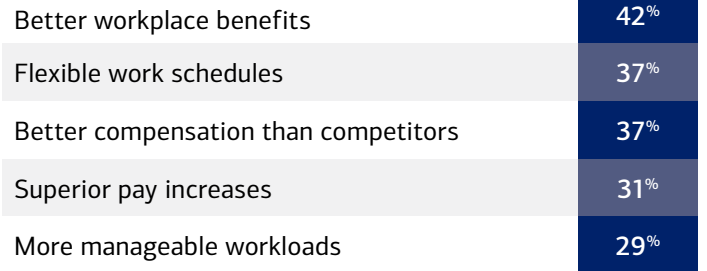 Better workplace benefits 42%
Flexible work schedules 37%
Better compensation than competitors 37%
Superior pay increases 31%
More manageable workloads 29%